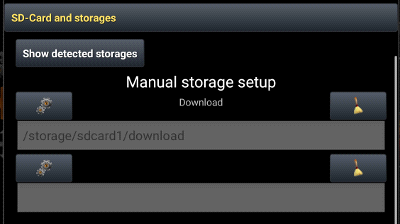 SD-Card and storages
Show detected storages
Manual storage setup
Download
/storage/sdcard1/download